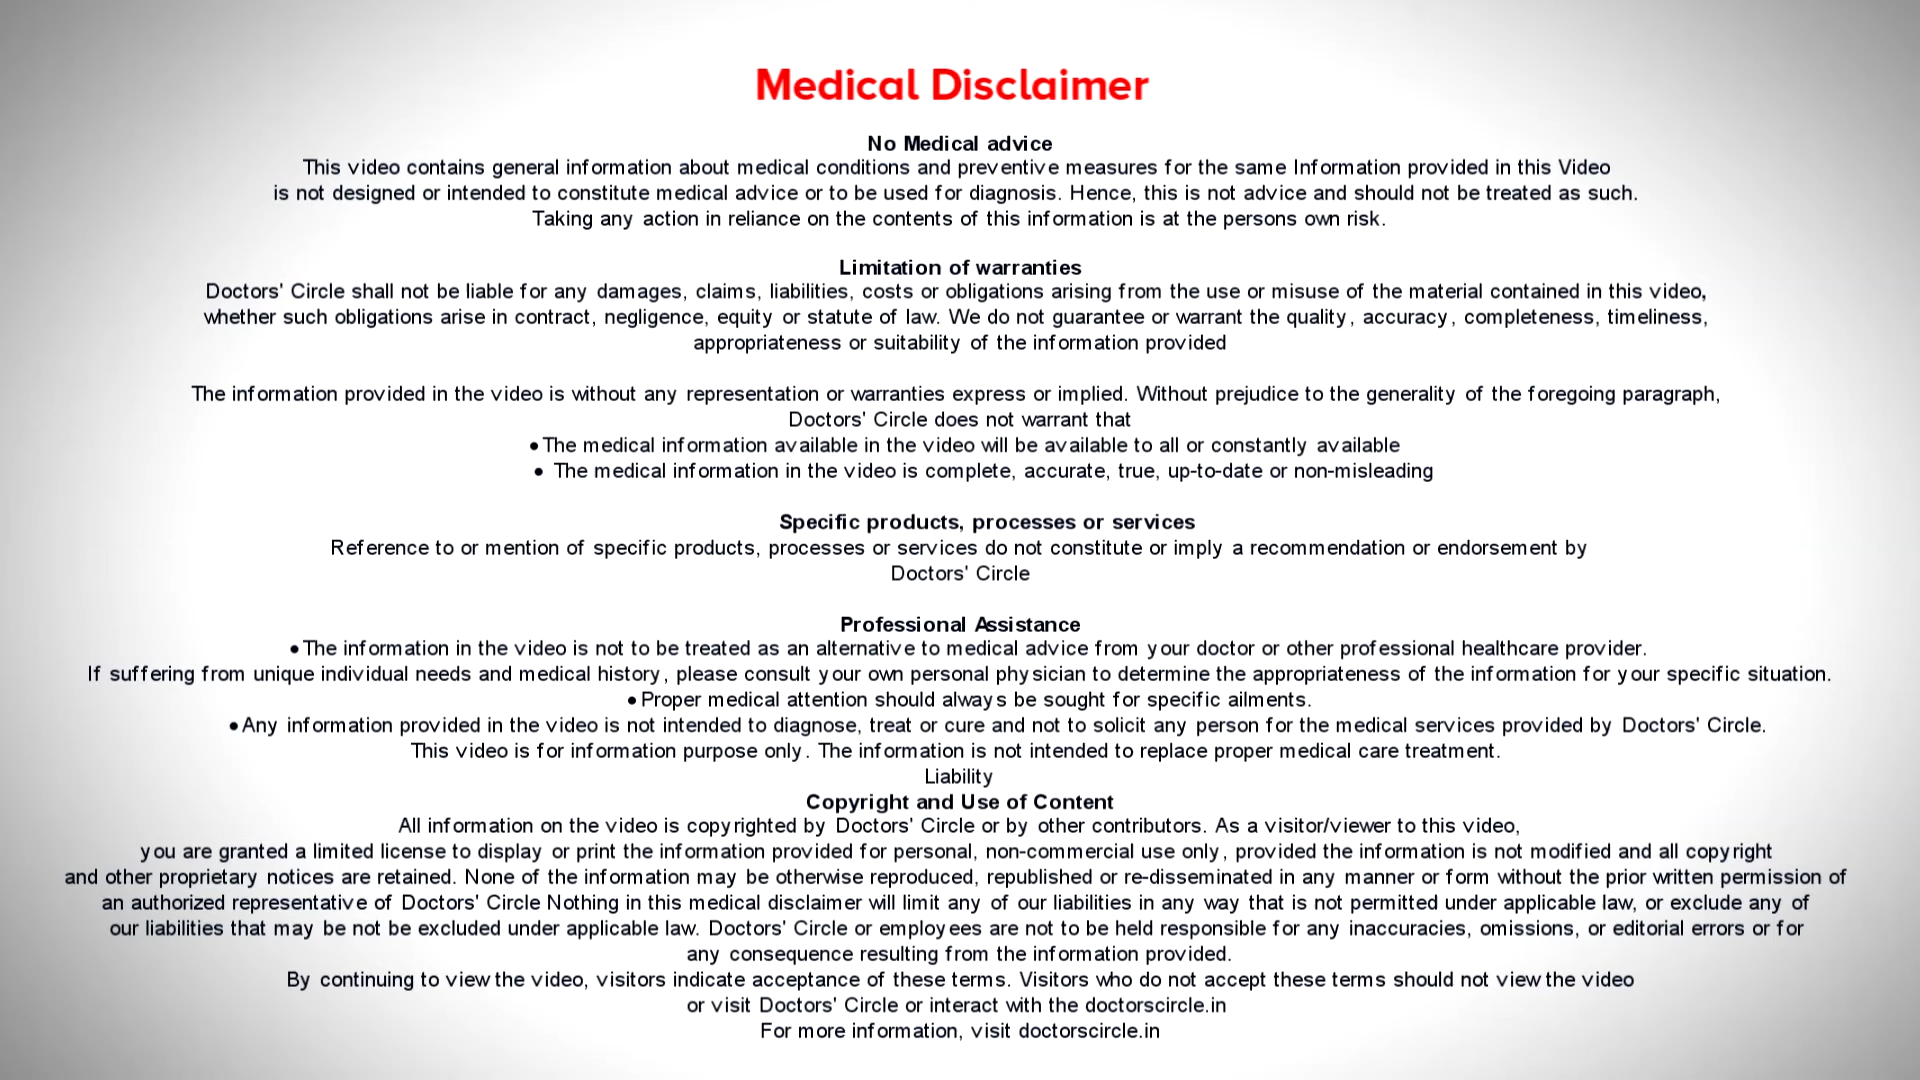 Medical Disclaimer
No Medical advice
This video contains general information about medical conditions and preventive measures for the same Information provided in this Video
is not designed or intended to constitute medical advice or to be used for diagnosis. Hence, this is not advice and should not be treated as such.
Taking any action in reliance on the contents of this information is at the persons own risk.
Limitation of warranties
Doctors' Circle shall not be liable for any damages, claims, liabilities, costs or obligations arising from the use or misuse of the material contained in this video,
whether such obligations arise in contract, negligence, equity or statute of law. We do not guarantee or warrant the quality, accuracy, completeness, timeliness,
appropriateness or suitability of the information provided
The information provided in the video is without any representation or warranties express or implied. Without prejudice to the generality of the foregoing paragraph,
Doctors' Circle does not warrant that
• The medical information available in the video will be available to all or constantly available
• The medical information in the video is complete, accurate, true, up-to-date or non-misleading
Specific products, processes or services
Reference to or mention of specific products, processes or services do not constitute or imply a recommendation or endorsement by
Doctors' Circle
Professional Assistance
• The information in the video is not to be treated as an alternative to medical advice from your doctor or other professional healthcare provider.
If suffering from unique individual needs and medical history, please consult your own personal physician to determine the appropriateness of the information for your specific situation.
• Proper medical attention should always be sought for specific ailments.
• Any information provided in the video is not intended to diagnose, treat or cure and not to solicit any person for the medical services provided by Doctors' Circle.
This video is for information purpose only. The information is not intended to replace proper medical care treatment.
Liability
Copyright and Use of Content
All information on the video is copyrighted by Doctors' Circle or by other contributors. As a visitor/viewer to this video,
you are granted a limited license to display or print the information provided for personal, non-commercial use only, provided the information is not modified and all copyright
and other proprietary notices are retained. None of the information may be otherwise reproduced, republished or re-disseminated in any manner or form without the prior written permission of
an authorized representative of Doctors' Circle Nothing in this medical disclaimer will limit any of our liabilities in any way that is not permitted under applicable law, or exclude any of
our liabilities that may be not be excluded under applicable law. Doctors' Circle or employees are not to be held responsible for any inaccuracies, omissions, or editorial errors or for
any consequence resulting from the information provided.
By continuing to view the video, visitors indicate acceptance of these terms. Visitors who do not accept these terms should not view the video
or visit Doctors' Circle or interact with the doctorscircle.in
For more information, visit doctorscircle.in